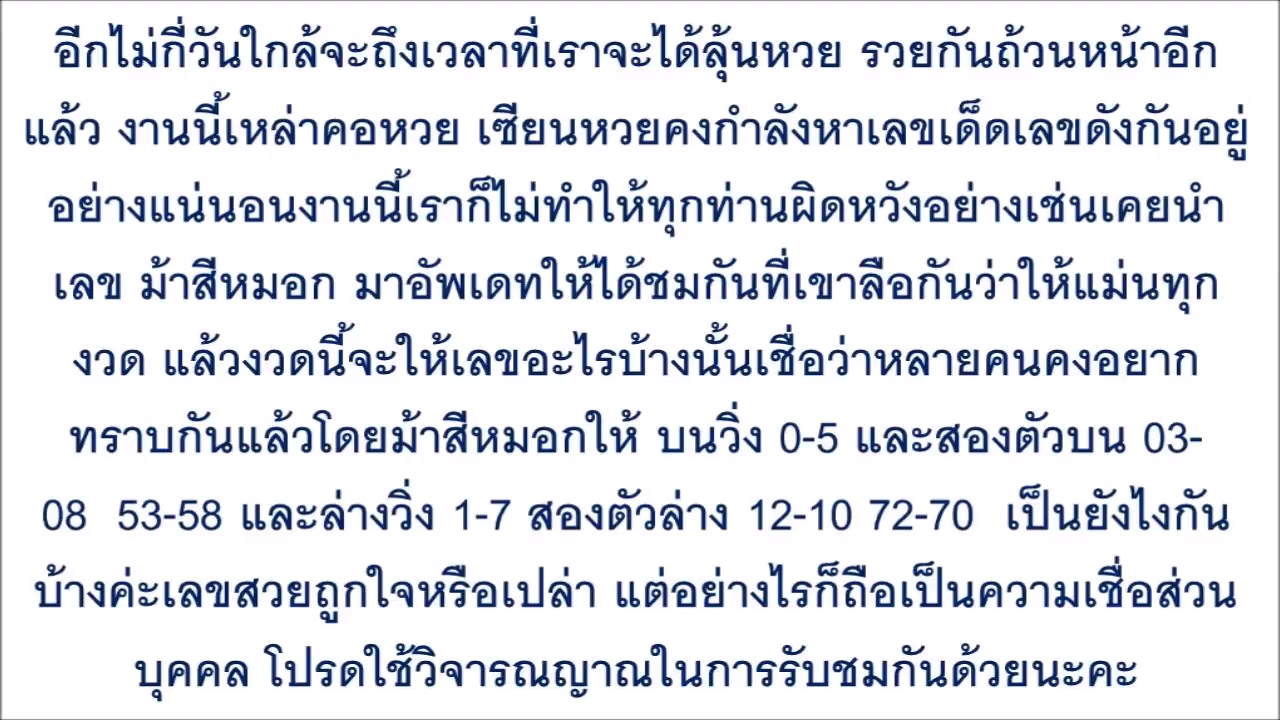 อีกไม่กี่วันใกล้จะถึงเวลาที่เราจะได้ลุ้นหวย รวยกันถ้วนหน้าอีก
แล้ว งานนี้เหล่าคอหวย เซียนหวยคงกำลังหาเลขเด็ดเลขดังกันอยู่
อย่างแน่นอนงานนี้เราก็ไม่ทำให้ทุกท่านผิดหวังอย่างเช่นเคยนำ
เลข ม้าสีหมอก มาอัพเดทให้ได้ชมกันที่เขาลือกันว่าให้แม่นทุก
งวด แล้วงวดนี้จะให้เลขอะไรบ้างนั้นเชื่อว่าหลายคนคงอยาก
ทราบกันแล้วโดยม้าสีหมอกให้ บนวิ่ง 0-5 และสองตัวบน 03-
08  53-58 และล่างวิ่ง 1-7 สองตัวล่าง 12-10 72-70  เป็นยังไงกัน
บ้างค่ะเลขสวยถูกใจหรือเปล่า แต่อย่างไรก็ถือเป็นความเชื่อส่วน
บุคคล โปรดใช้วิจารณญาณในการรับชมกันด้วยนะคะ